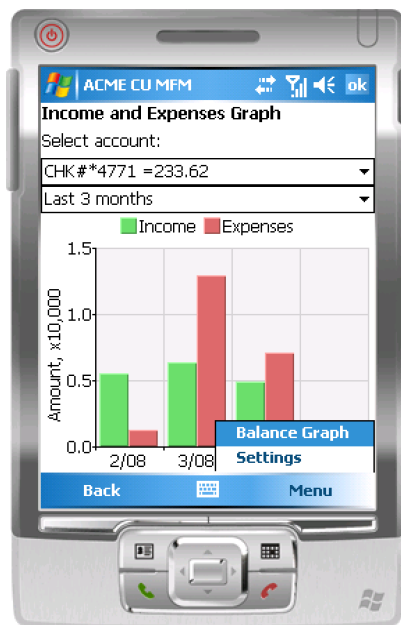 ACME CU MFM
ok
Income and Expenses Graph
Select account:
CHK#*4771 =233.62
Last 3 months
Income Expenses
Amount, x10,000
1.5
1.0
0.5
0.0
2/08 3/08
Balance Graph
Settings
Back Menu